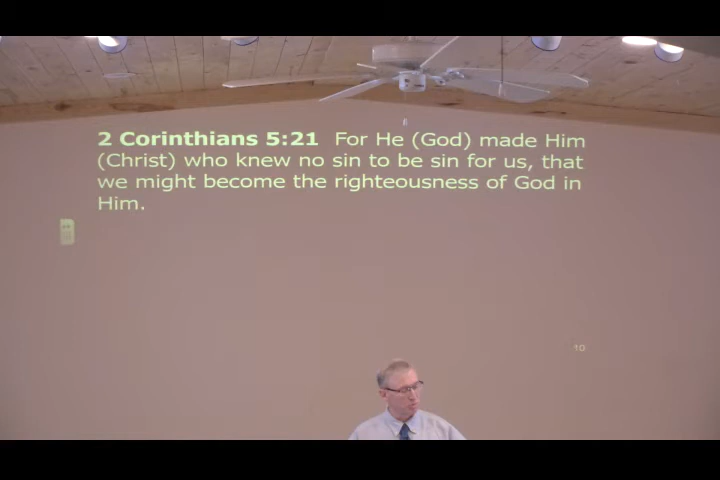 2 Corinthians 5:21 For He (God) made Him
(Christ) who knew no sin to be sin for us, that
we might become the righteousness of God in
Him.
10